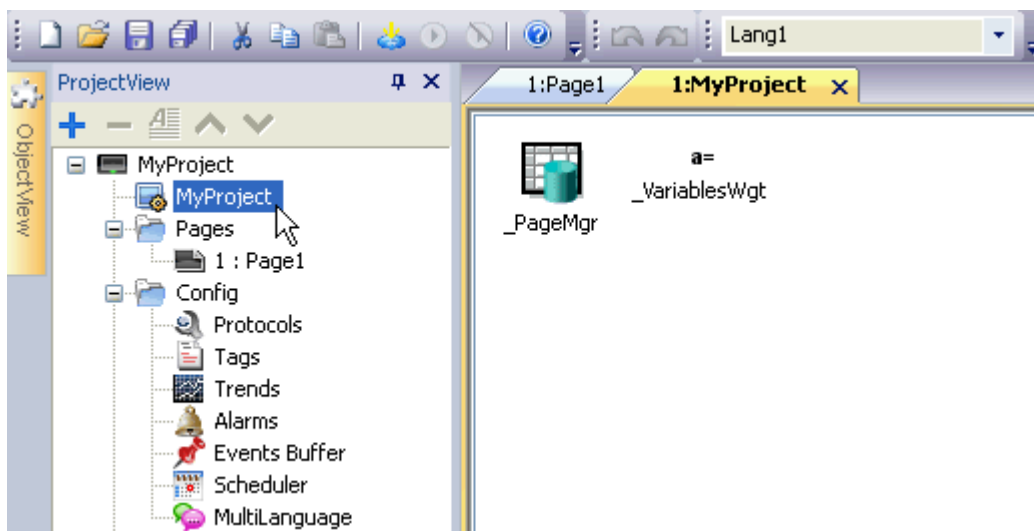 Lang1
ObjectView
ProjectView
1:Page1
1:MyProject
MyProject
MyProject
Pages
1 : Page1
Config
Protocols
Tags
Trends
Alarms
Events Buffer
Scheduler
MultiLanguage
_PageMgr
a=
_VariablesWgt